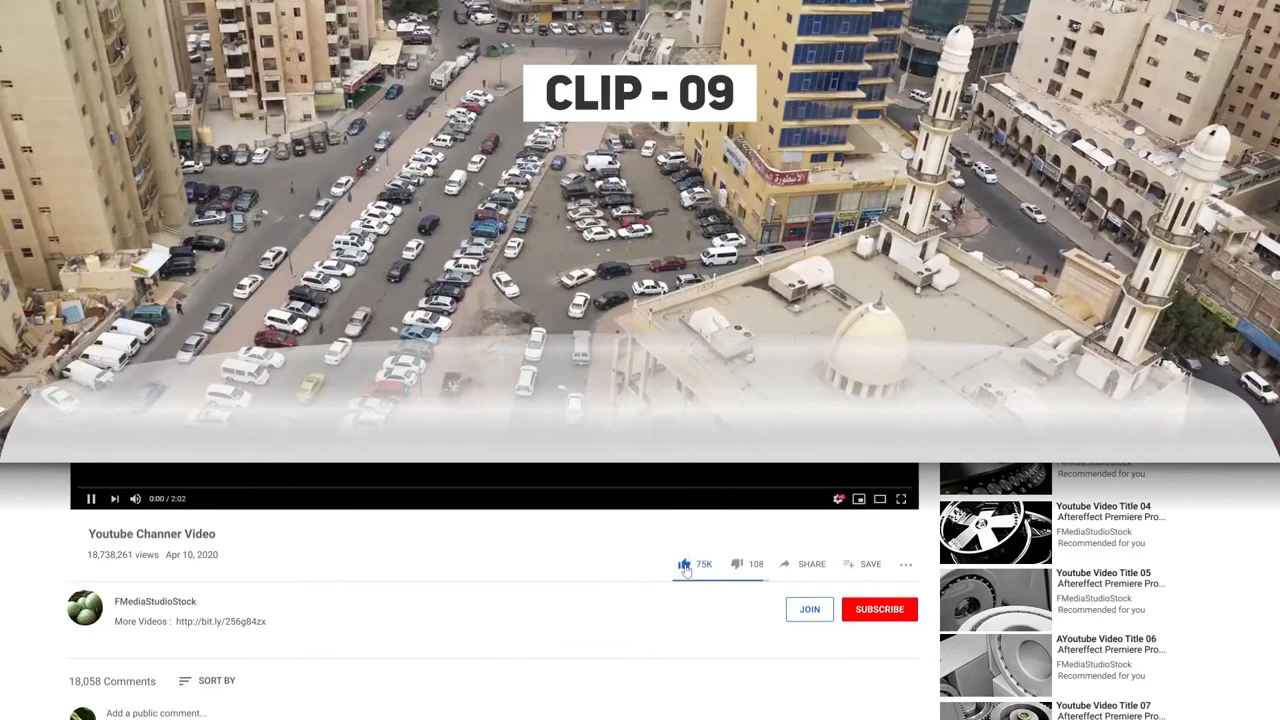 CLIP - 09
الأسطورة
0:00 / 2:02
Youtube Channer Video
18,738,261 views Apr 10, 2020
75K 108 SHARE SAVE
FMediaStudioStock
More Videos : http://bit.ly/256g84zx
JOIN SUBSCRIBE
18,058 Comments SORT BY
Add a public comment...
FMediaStudioStock
Recommended for you
Youtube Video Title 04
Aftereffect Premiere Pro...
FMediaStudioStock
Recommended for you
Youtube Video Title 05
Aftereffect Premiere Pro...
FMediaStudioStock
Recommended for you
AYoutube Video Title 06
Aftereffect Premiere Pro...
FMediaStudioStock
Recommended for you
Youtube Video Title 07
Aftereffect Premiere Pro...